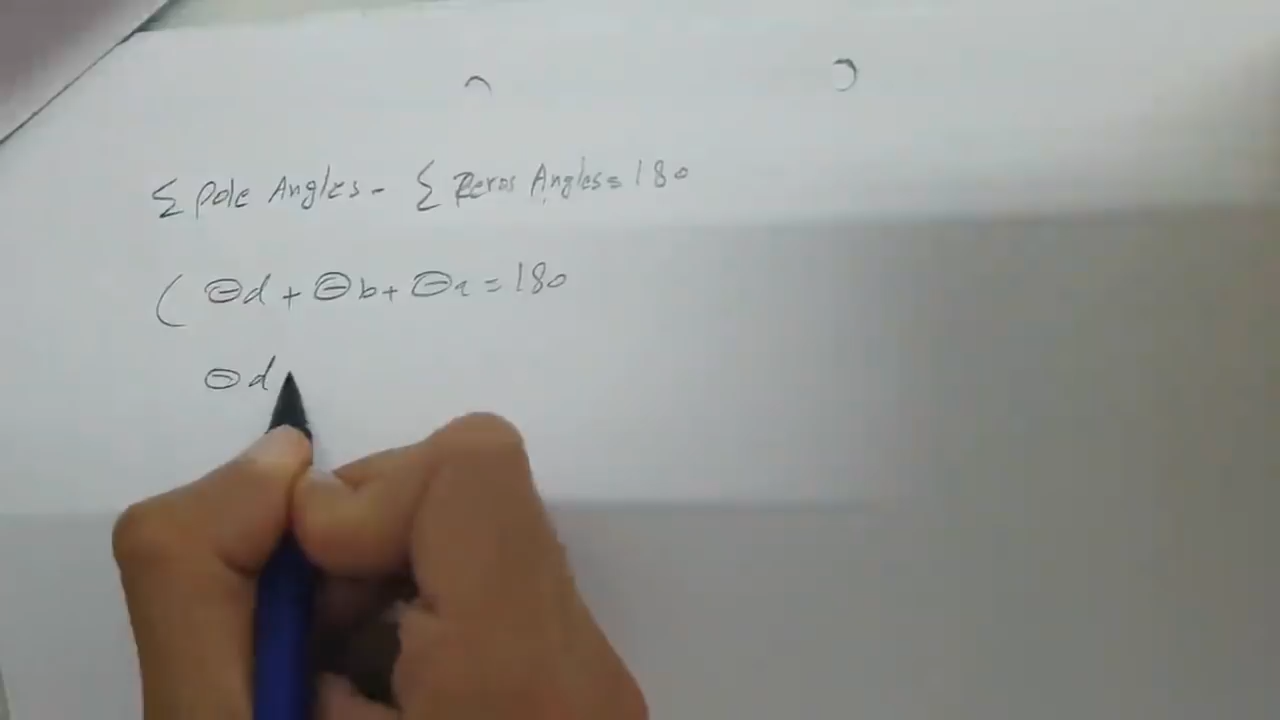 Σ Pole Angles - Σ Zeros Angles = 180
( Θd + Θb + Θa = 180
Θd